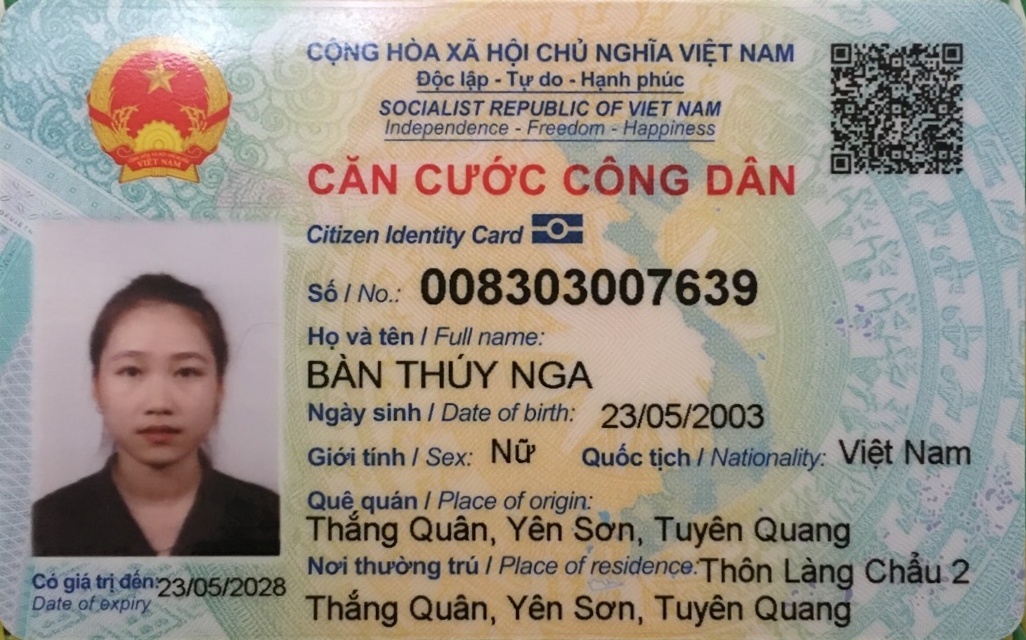 CỘNG HÒA XÃ HỘI CHỦ NGHĨA VIỆT NAM
Độc lập - Tự do - Hạnh phúc
SOCIALIST REPUBLIC OF VIET NAM
Independence - Freedom - Happiness
CĂN CƯỚC CÔNG DÂN
Citizen Identity Card
Số / No.: 008303007639
Họ và tên / Full name:
BÀN THÚY NGA
Ngày sinh / Date of birth: 23/05/2003
Giới tính / Sex: Nữ Quốc tịch / Nationality: Việt Nam
Quê quán / Place of origin:
Thắng Quân, Yên Sơn, Tuyên Quang
Nơi thường trú / Place of residence: Thôn Làng Chẩu 2
Thắng Quân, Yên Sơn, Tuyên Quang
Có giá trị đến: 23/05/2028
Date of expiry
VIỆT NAM